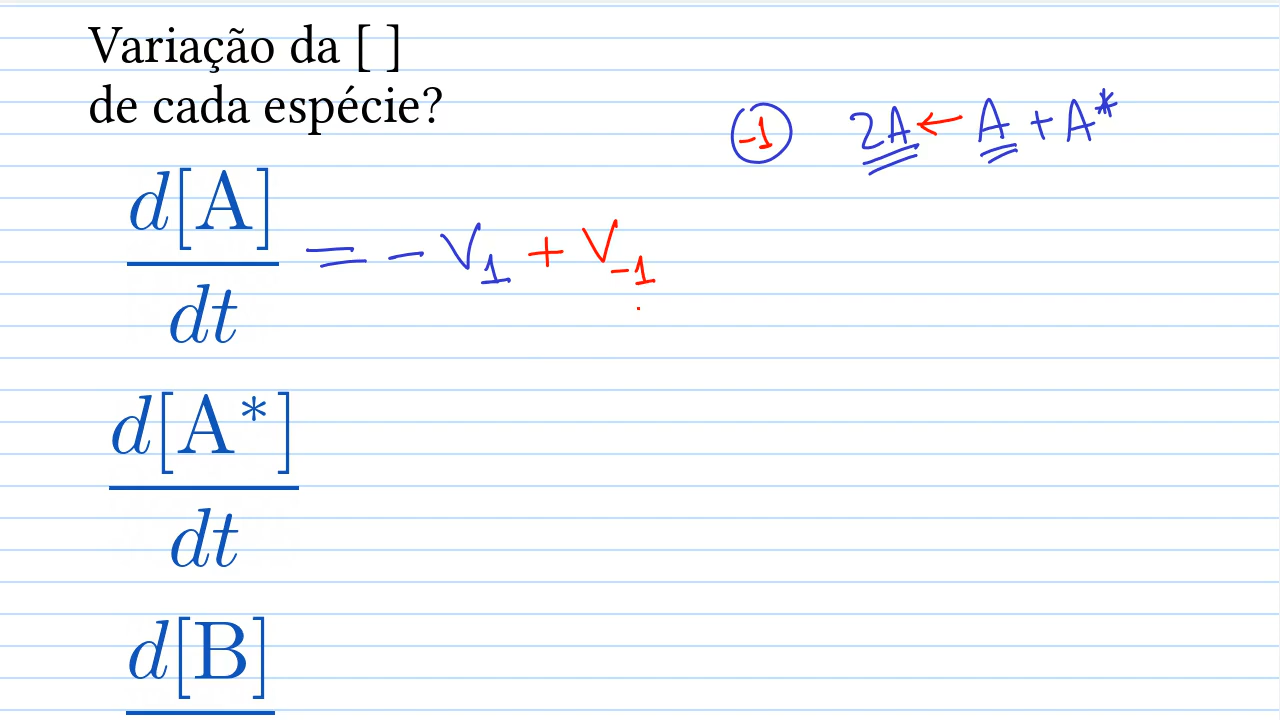 Variação da [ ]
de cada espécie?
-1 2A ← A + A*
d[A]/dt = - V₁ + V₋₁
d[A*]/dt
d[B]